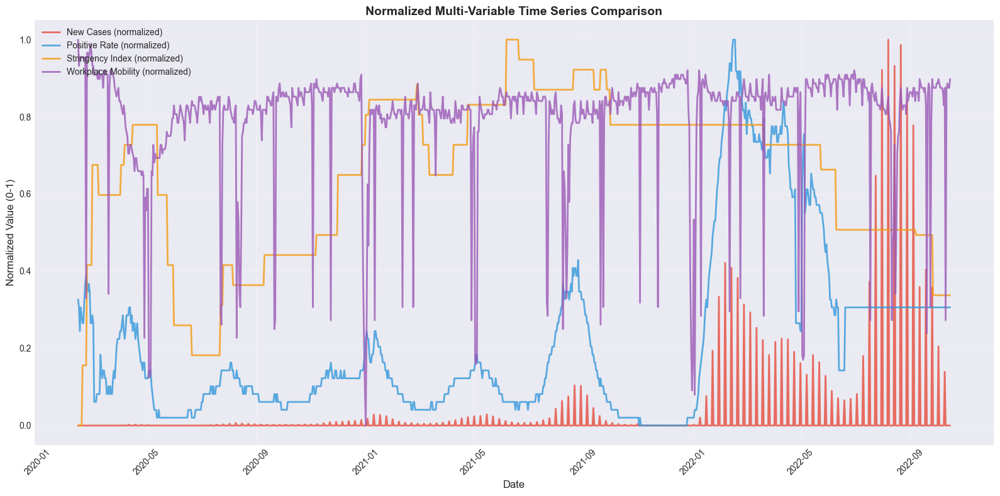 Normalized Multi-Variable Time Series Comparison
New Cases (normalized)
Positive Rate (normalized)
Stringency Index (normalized)
Workplace Mobility (normalized)
Normalized Value (0-1)
1.0
0.8
0.6
0.4
0.2
0.0
2020-01
2020-05
2020-09
2021-01
2021-05
2021-09
2022-01
2022-05
2022-09
Date